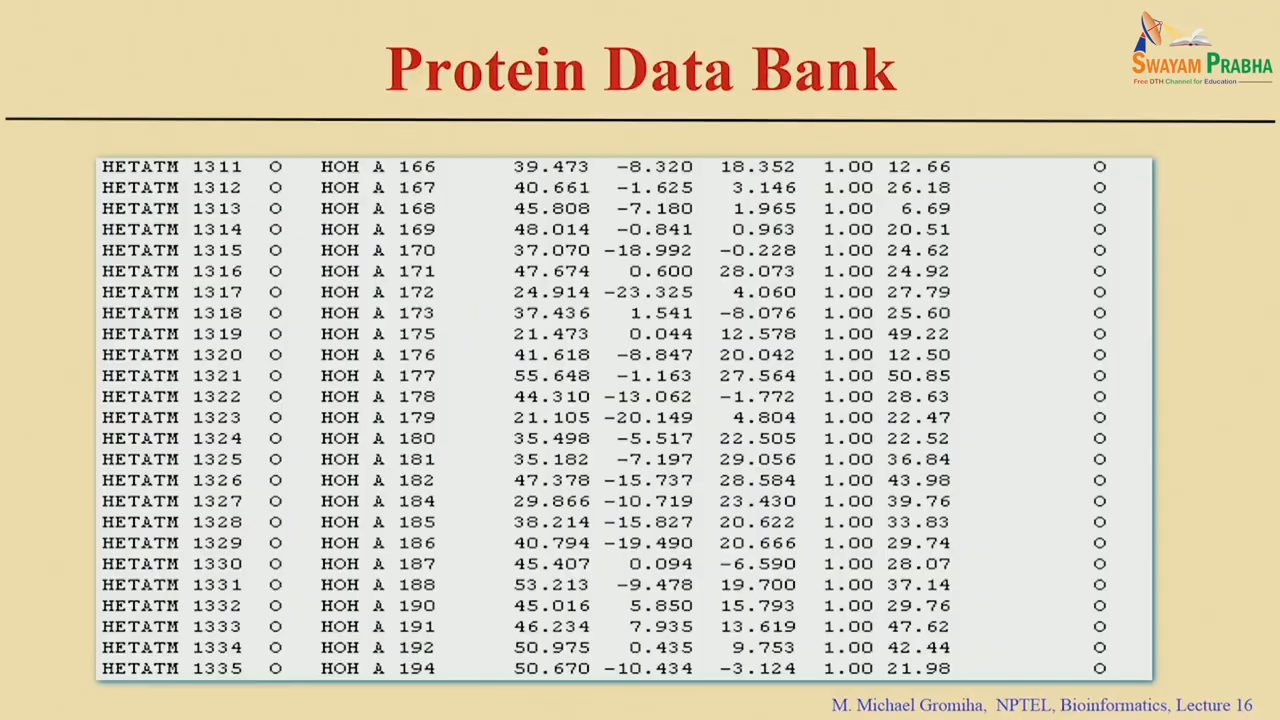 Protein Data Bank
SWAYAM PRABHA
Free DTH Channel for Education
HETATM 1311 O HOH A 166 39.473 -8.320 18.352 1.00 12.66 O
HETATM 1312 O HOH A 167 40.661 -1.625 3.146 1.00 26.18 O
HETATM 1313 O HOH A 168 45.808 -7.180 1.965 1.00 6.69 O
HETATM 1314 O HOH A 169 48.014 -0.841 0.963 1.00 20.51 O
HETATM 1315 O HOH A 170 37.070 -18.992 -0.228 1.00 24.62 O
HETATM 1316 O HOH A 171 47.674 0.600 28.073 1.00 24.92 O
HETATM 1317 O HOH A 172 24.914 -23.325 4.060 1.00 27.79 O
HETATM 1318 O HOH A 173 37.436 1.541 -8.076 1.00 25.60 O
HETATM 1319 O HOH A 175 21.473 0.044 12.578 1.00 49.22 O
HETATM 1320 O HOH A 176 41.618 -8.847 20.042 1.00 12.50 O
HETATM 1321 O HOH A 177 55.648 -1.163 27.564 1.00 50.85 O
HETATM 1322 O HOH A 178 44.310 -13.062 -1.772 1.00 28.63 O
HETATM 1323 O HOH A 179 21.105 -20.149 4.804 1.00 22.47 O
HETATM 1324 O HOH A 180 35.498 -5.517 22.505 1.00 22.52 O
HETATM 1325 O HOH A 181 35.182 -7.197 29.056 1.00 36.84 O
HETATM 1326 O HOH A 182 47.378 -15.737 28.584 1.00 43.98 O
HETATM 1327 O HOH A 184 29.866 -10.719 23.430 1.00 39.76 O
HETATM 1328 O HOH A 185 38.214 -15.827 20.622 1.00 33.83 O
HETATM 1329 O HOH A 186 40.794 -19.490 20.666 1.00 29.74 O
HETATM 1330 O HOH A 187 45.407 0.094 -6.590 1.00 28.07 O
HETATM 1331 O HOH A 188 53.213 -9.478 19.700 1.00 37.14 O
HETATM 1332 O HOH A 190 45.016 5.850 15.793 1.00 29.76 O
HETATM 1333 O HOH A 191 46.234 7.935 13.619 1.00 47.62 O
HETATM 1334 O HOH A 192 50.975 0.435 9.753 1.00 42.44 O
HETATM 1335 O HOH A 194 50.670 -10.434 -3.124 1.00 21.98 O
M. Michael Gromiha, NPTEL, Bioinformatics, Lecture 16